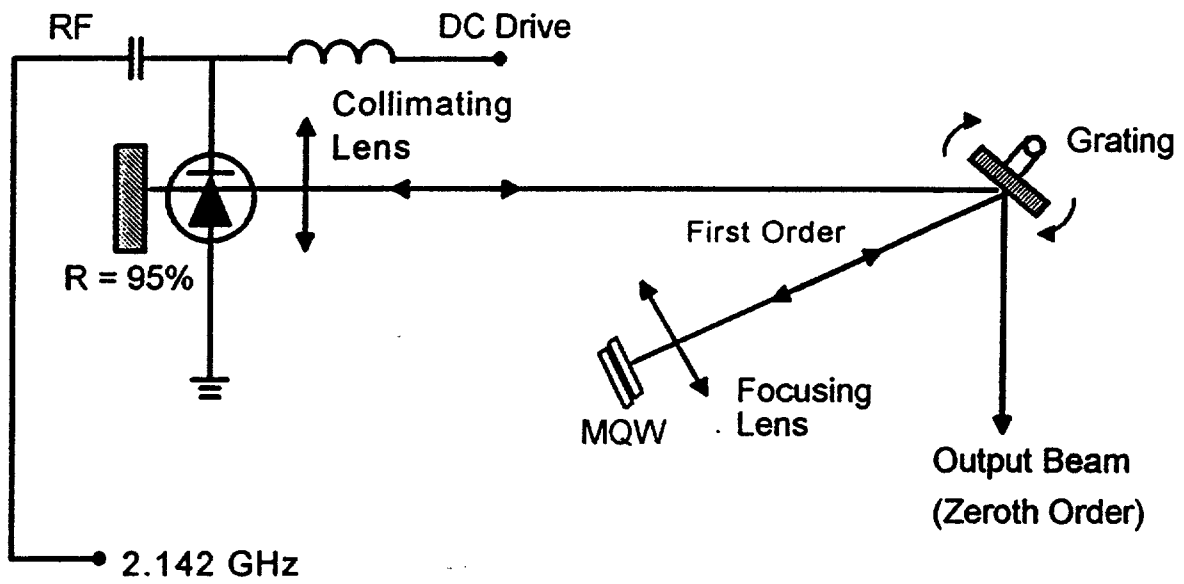 RF
DC Drive
Collimating
Lens
Grating
First Order
R = 95%
Focusing
Lens
MQW
Output Beam
(Zeroth Order)
2.142 GHz